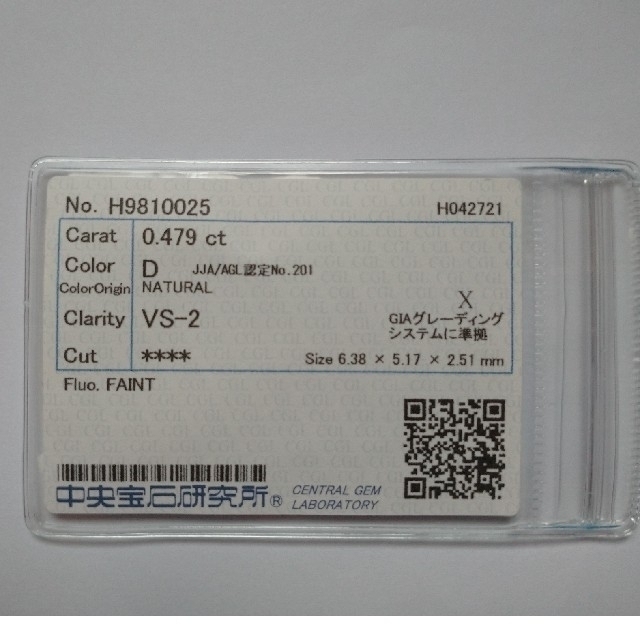 No. H9810025 H042721
Carat 0.479 ct
Color D JJA/AGL認定No.201
ColorOrigin NATURAL
X
Clarity VS-2 GIAグレーディング
システムに準拠
Cut **** Size 6.38 × 5.17 × 2.51 mm
Fluo. FAINT
中央宝石研究所® CENTRAL GEM
LABORATORY